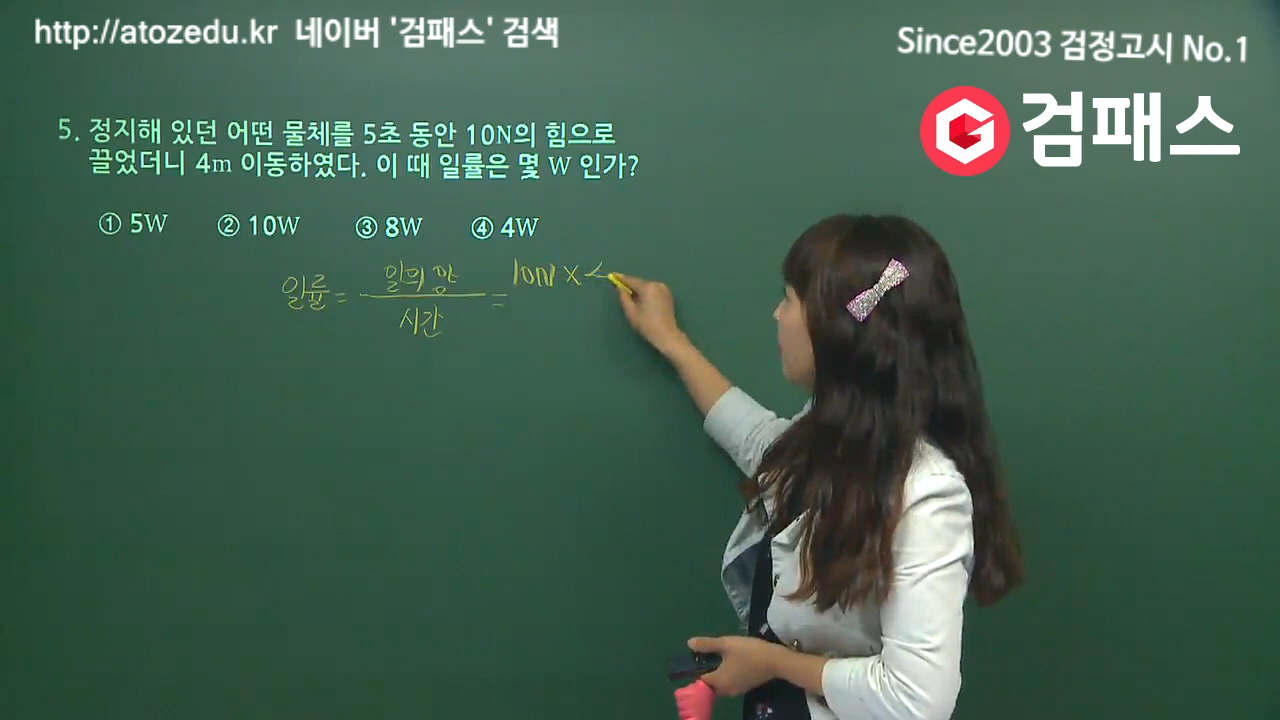 http://atozedu.kr 네이버 '검패스' 검색
Since2003 검정고시 No.1
검패스
5. 정지해 있던 어떤 물체를 5초 동안 10N의 힘으로
끌었더니 4m 이동하였다. 이 때 일률은 몇 W 인가?
① 5W ② 10W ③ 8W ④ 4W
일률 = 일의 양 = 10N ×
시간